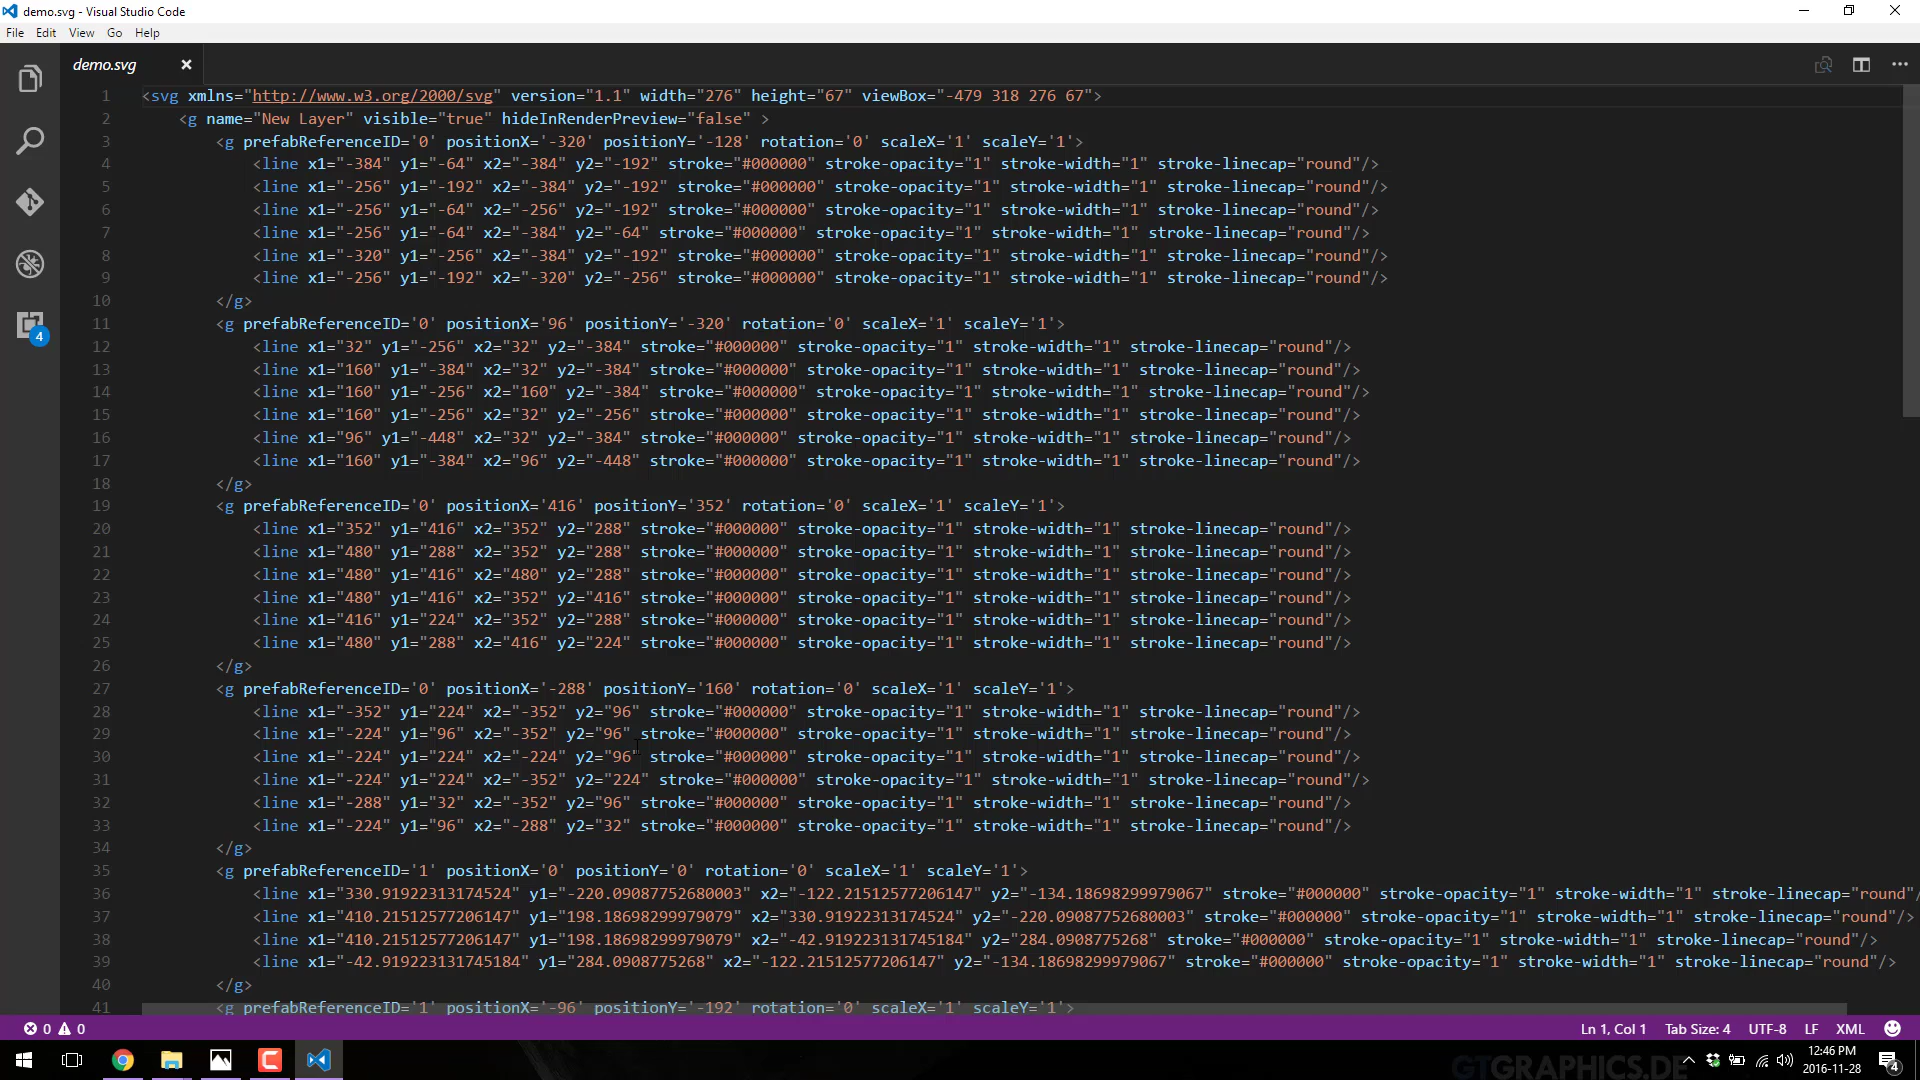 demo.svg - Visual Studio Code
File Edit View Go Help
demo.svg
1 <svg xmlns="http://www.w3.org/2000/svg" version="1.1" width="276" height="67" viewBox="-479 318 276 67">
2 <g name="New Layer" visible="true" hideInRenderPreview="false" >
3 <g prefabReferenceID='0' positionX='-320' positionY='-128' rotation='0' scaleX='1' scaleY='1'>
4 <line x1="-384" y1="-64" x2="-384" y2="-192" stroke="#000000" stroke-opacity="1" stroke-width="1" stroke-linecap="round"/>
5 <line x1="-256" y1="-192" x2="-384" y2="-192" stroke="#000000" stroke-opacity="1" stroke-width="1" stroke-linecap="round"/>
6 <line x1="-256" y1="-64" x2="-256" y2="-192" stroke="#000000" stroke-opacity="1" stroke-width="1" stroke-linecap="round"/>
7 <line x1="-256" y1="-64" x2="-384" y2="-64" stroke="#000000" stroke-opacity="1" stroke-width="1" stroke-linecap="round"/>
8 <line x1="-320" y1="-256" x2="-384" y2="-192" stroke="#000000" stroke-opacity="1" stroke-width="1" stroke-linecap="round"/>
9 <line x1="-256" y1="-192" x2="-320" y2="-256" stroke="#000000" stroke-opacity="1" stroke-width="1" stroke-linecap="round"/>
10 </g>
11 <g prefabReferenceID='0' positionX='96' positionY='-320' rotation='0' scaleX='1' scaleY='1'>
12 <line x1="32" y1="-256" x2="32" y2="-384" stroke="#000000" stroke-opacity="1" stroke-width="1" stroke-linecap="round"/>
13 <line x1="160" y1="-384" x2="32" y2="-384" stroke="#000000" stroke-opacity="1" stroke-width="1" stroke-linecap="round"/>
14 <line x1="160" y1="-256" x2="160" y2="-384" stroke="#000000" stroke-opacity="1" stroke-width="1" stroke-linecap="round"/>
15 <line x1="160" y1="-256" x2="32" y2="-256" stroke="#000000" stroke-opacity="1" stroke-width="1" stroke-linecap="round"/>
16 <line x1="96" y1="-448" x2="32" y2="-384" stroke="#000000" stroke-opacity="1" stroke-width="1" stroke-linecap="round"/>
17 <line x1="160" y1="-384" x2="96" y2="-448" stroke="#000000" stroke-opacity="1" stroke-width="1" stroke-linecap="round"/>
18 </g>
19 <g prefabReferenceID='0' positionX='416' positionY='352' rotation='0' scaleX='1' scaleY='1'>
20 <line x1="352" y1="416" x2="352" y2="288" stroke="#000000" stroke-opacity="1" stroke-width="1" stroke-linecap="round"/>
21 <line x1="480" y1="288" x2="352" y2="288" stroke="#000000" stroke-opacity="1" stroke-width="1" stroke-linecap="round"/>
22 <line x1="480" y1="416" x2="480" y2="288" stroke="#000000" stroke-opacity="1" stroke-width="1" stroke-linecap="round"/>
23 <line x1="480" y1="416" x2="352" y2="416" stroke="#000000" stroke-opacity="1" stroke-width="1" stroke-linecap="round"/>
24 <line x1="416" y1="224" x2="352" y2="288" stroke="#000000" stroke-opacity="1" stroke-width="1" stroke-linecap="round"/>
25 <line x1="480" y1="288" x2="416" y2="224" stroke="#000000" stroke-opacity="1" stroke-width="1" stroke-linecap="round"/>
26 </g>
27 <g prefabReferenceID='0' positionX='-288' positionY='160' rotation='0' scaleX='1' scaleY='1'>
28 <line x1="-352" y1="224" x2="-352" y2="96" stroke="#000000" stroke-opacity="1" stroke-width="1" stroke-linecap="round"/>
29 <line x1="-224" y1="96" x2="-352" y2="96" stroke="#000000" stroke-opacity="1" stroke-width="1" stroke-linecap="round"/>
30 <line x1="-224" y1="224" x2="-224" y2="96" stroke="#000000" stroke-opacity="1" stroke-width="1" stroke-linecap="round"/>
31 <line x1="-224" y1="224" x2="-352" y2="224" stroke="#000000" stroke-opacity="1" stroke-width="1" stroke-linecap="round"/>
32 <line x1="-288" y1="32" x2="-352" y2="96" stroke="#000000" stroke-opacity="1" stroke-width="1" stroke-linecap="round"/>
33 <line x1="-224" y1="96" x2="-288" y2="32" stroke="#000000" stroke-opacity="1" stroke-width="1" stroke-linecap="round"/>
34 </g>
35 <g prefabReferenceID='1' positionX='0' positionY='0' rotation='0' scaleX='1' scaleY='1'>
36 <line x1="330.91922313174524" y1="-220.09087752680003" x2="-122.21512577206147" y2="-134.18698299979067" stroke="#000000" stroke-opacity="1" stroke-width="1" stroke-linecap="round"/
37 <line x1="410.21512577206147" y1="198.18698299979079" x2="330.91922313174524" y2="-220.09087752680003" stroke="#000000" stroke-opacity="1" stroke-width="1" stroke-linecap="round"/>
38 <line x1="410.21512577206147" y1="198.18698299979079" x2="-42.919223131745184" y2="284.0908775268" stroke="#000000" stroke-opacity="1" stroke-width="1" stroke-linecap="round"/>
39 <line x1="-42.919223131745184" y1="284.0908775268" x2="-122.21512577206147" y2="-134.18698299979067" stroke="#000000" stroke-opacity="1" stroke-width="1" stroke-linecap="round"/>
40 </g>
41 <g prefabReferenceID='1' positionX='-96' positionY='-192' rotation='0' scaleX='1' scaleY='1'>
4
0 0 Ln 1, Col 1 Tab Size: 4 UTF-8 LF XML
GTGRAPHICS.DE
12:46 PM
2016-11-28
4